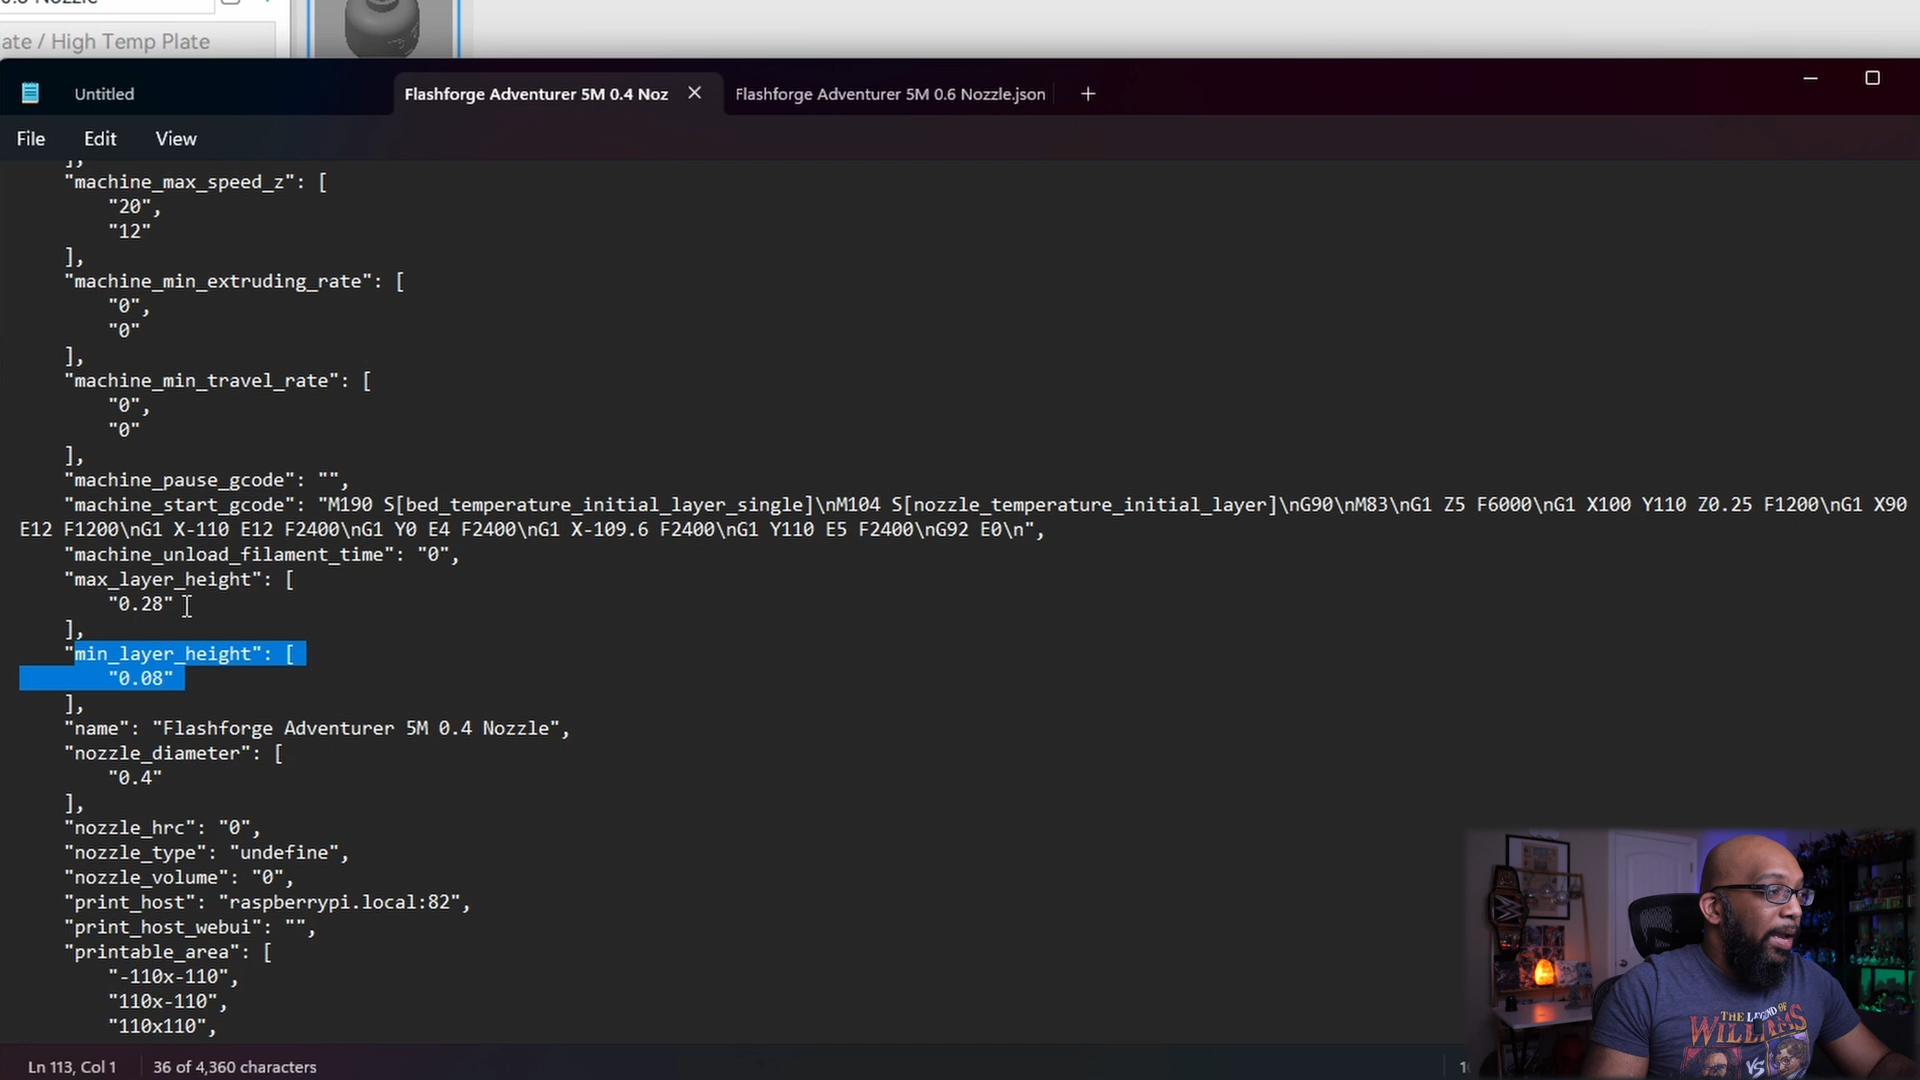 ate / High Temp Plate
Untitled
Flashforge Adventurer 5M 0.4 Noz
Flashforge Adventurer 5M 0.6 Nozzle.json
File
Edit
View
],
"machine_max_speed_z": [
"20",
"12"
],
"machine_min_extruding_rate": [
"0",
"0"
],
"machine_min_travel_rate": [
"0",
"0"
],
"machine_pause_gcode": "",
"machine_start_gcode": "M190 S[bed_temperature_initial_layer_single]\nM104 S[nozzle_temperature_initial_layer]\nG90\nM83\nG1 Z5 F6000\nG1 X100 Y110 Z0.25 F1200\nG1 X90
E12 F1200\nG1 X-110 E12 F2400\nG1 Y0 E4 F2400\nG1 X-109.6 F2400\nG1 Y110 E5 F2400\nG92 E0\n",
"machine_unload_filament_time": "0",
"max_layer_height": [
"0.28"
],
"min_layer_height": [
"0.08"
],
"name": "Flashforge Adventurer 5M 0.4 Nozzle",
"nozzle_diameter": [
"0.4"
],
"nozzle_hrc": "0",
"nozzle_type": "undefine",
"nozzle_volume": "0",
"print_host": "raspberrypi.local:82",
"print_host_webui": "",
"printable_area": [
"-110x-110",
"110x-110",
"110x110",
Ln 113, Col 1
36 of 4,360 characters
THE LEGEND OF
WILLIAMS
VS